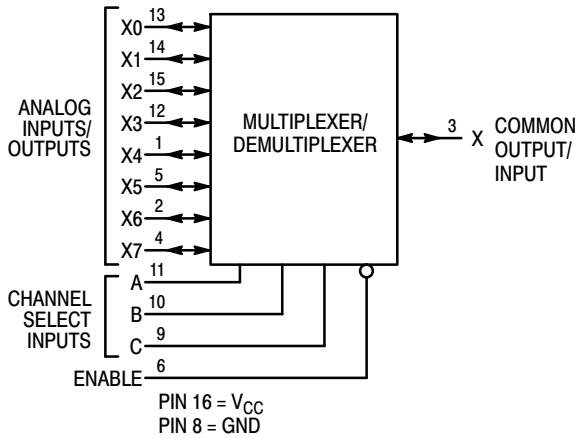 ANALOG
INPUTS/
OUTPUTS
X0 13
X1 14
X2 15
X3 12
X4 1
X5 5
X6 2
X7 4
MULTIPLEXER/
DEMULTIPLEXER
3 X COMMON
OUTPUT/
INPUT
CHANNEL
SELECT
INPUTS
A 11
B 10
C 9
ENABLE 6
PIN 16 = VCC
PIN 8 = GND